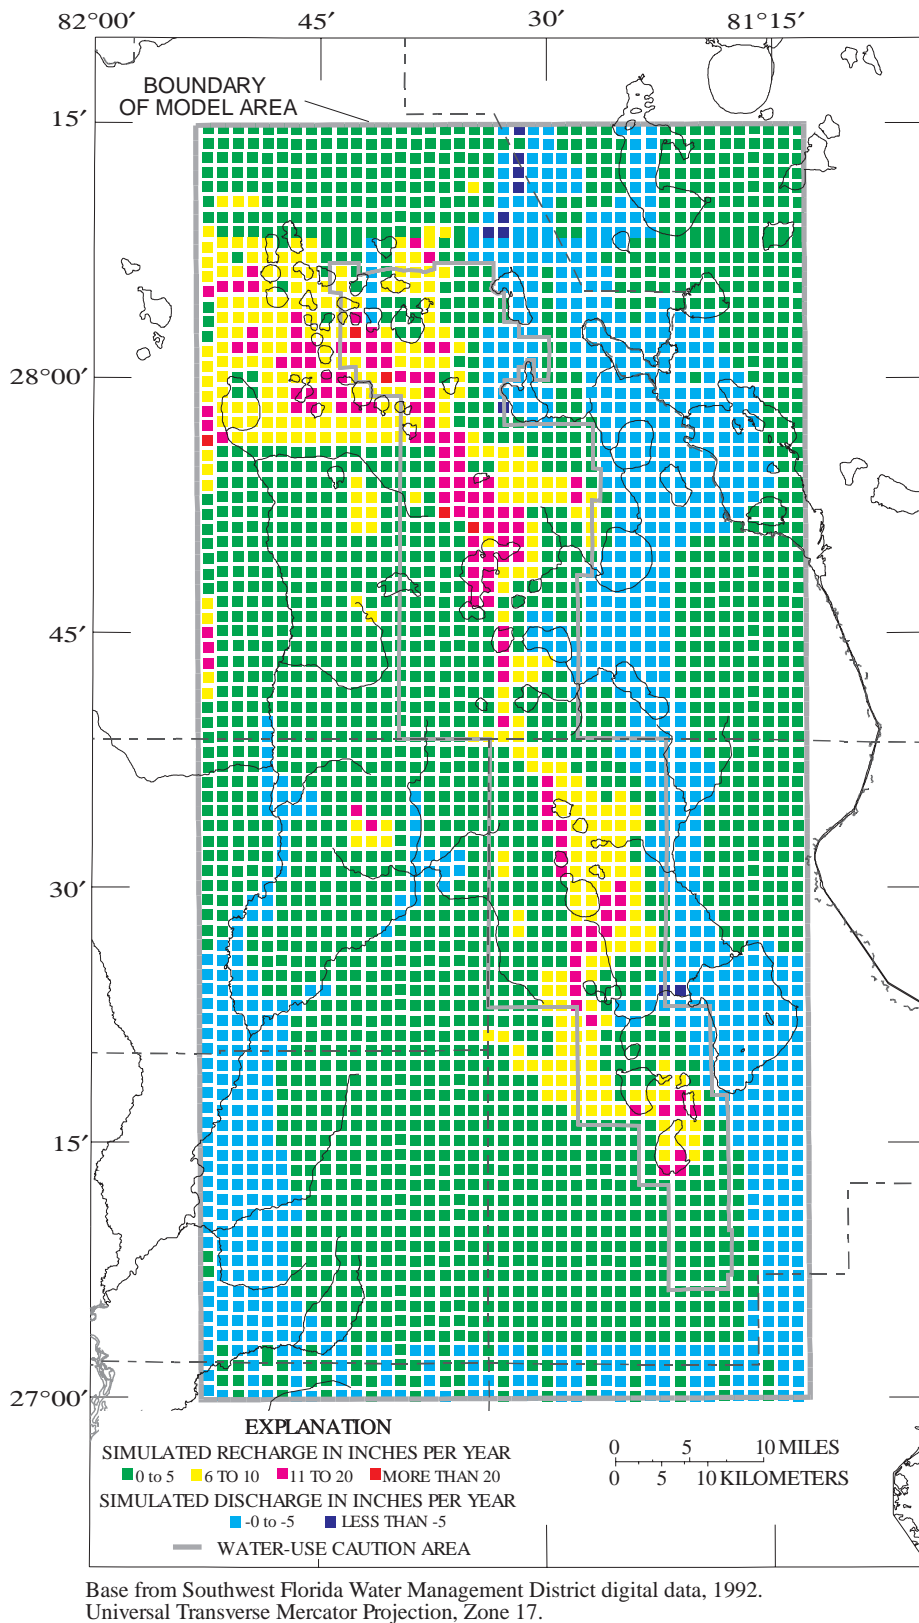 82°00′ 45′ 30′ 81°15′
BOUNDARY
OF MODEL AREA
15′
28°00′
45′
30′
15′
27°00′
EXPLANATION
SIMULATED RECHARGE IN INCHES PER YEAR
0 to 5 6 TO 10 11 TO 20 MORE THAN 20
SIMULATED DISCHARGE IN INCHES PER YEAR
-0 to -5 LESS THAN -5
WATER-USE CAUTION AREA
0 5 10 MILES
0 5 10 KILOMETERS
Base from Southwest Florida Water Management District digital data, 1992.
Universal Transverse Mercator Projection, Zone 17.